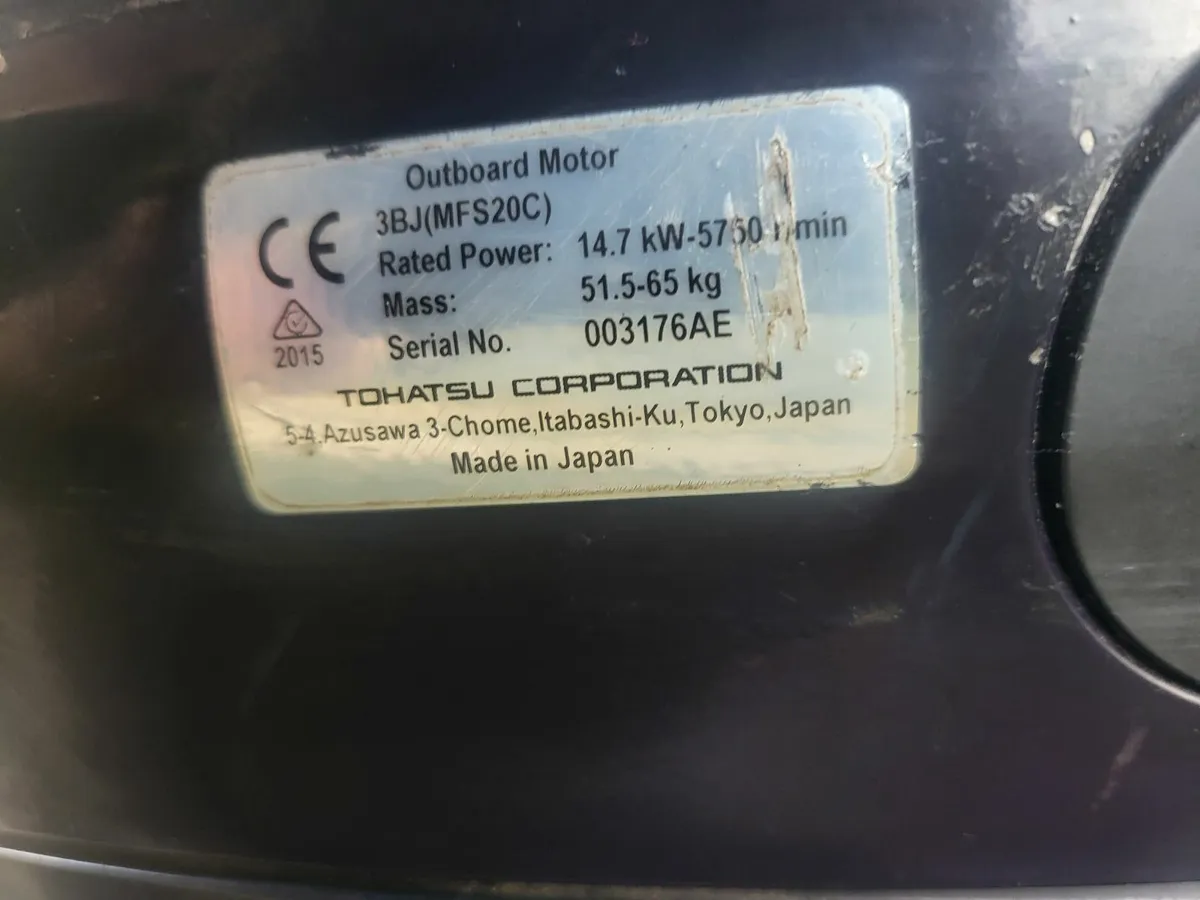 Outboard Motor
CE
3BJ(MFS20C)
Rated Power: 14.7 kW-5750 r/min
Mass: 51.5-65 kg
2015
Serial No. 003176AE
TOHATSU CORPORATION
5-4.Azusawa 3-Chome,Itabashi-Ku,Tokyo,Japan
Made in Japan